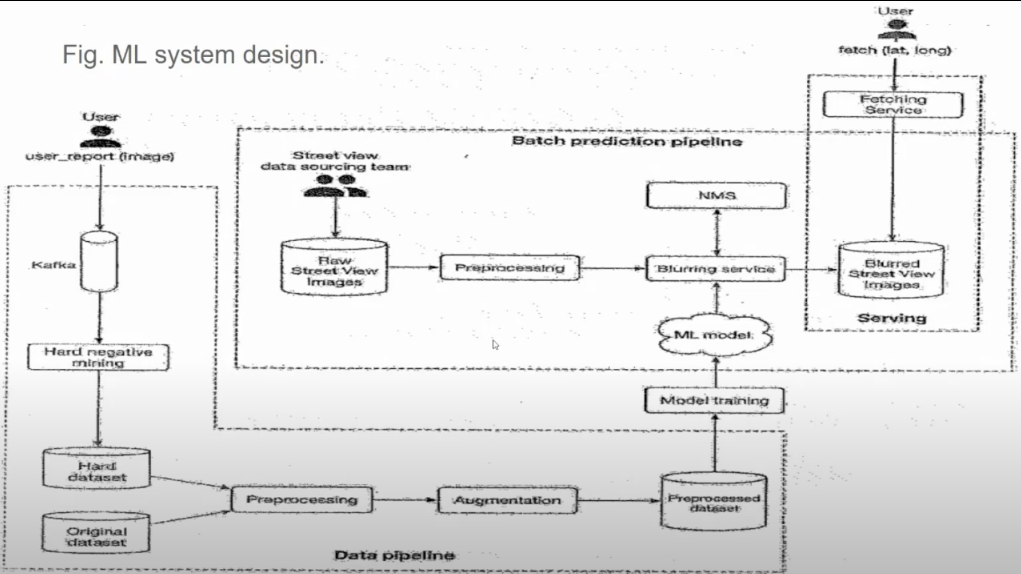 Fig. ML system design.
User
fetch (lat, long)
Fetching
Service
User
user_report (image)
Batch prediction pipeline
Street view
data sourcing team
NMS
Kafka
Raw
Street View
Images
Preprocessing
Blurring service
Blurred
Street View
Images
Serving
ML model
Hard negative
mining
Model training
Hard
dataset
Preprocessing
Augmentation
Preprocessed
dataset
Original
dataset
Data pipeline